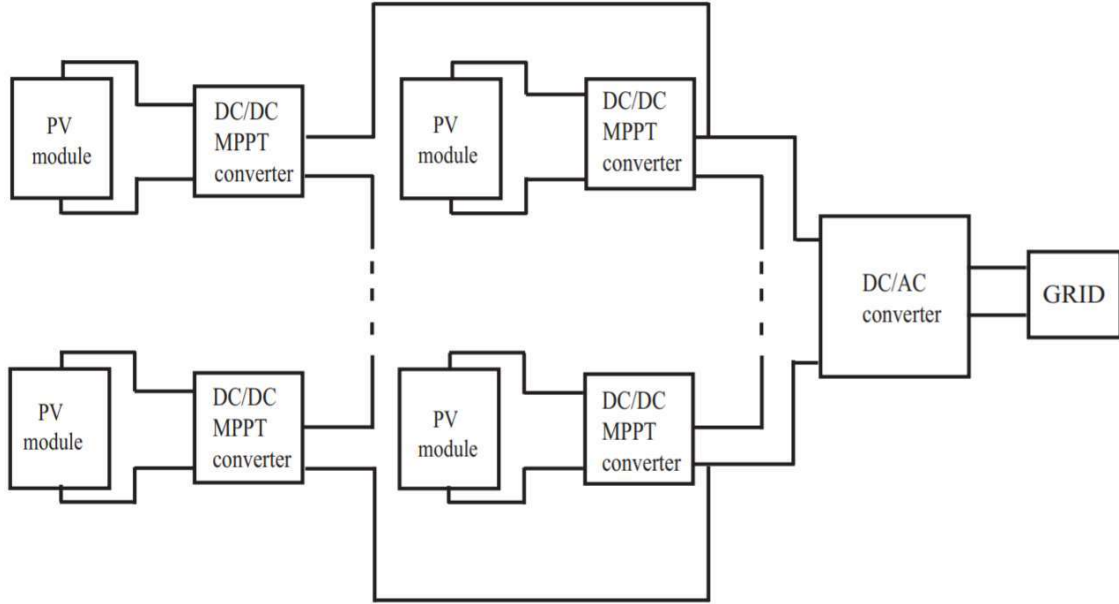 PV
module
DC/DC
MPPT
converter
PV
module
DC/DC
MPPT
converter
DC/AC
converter
GRID
PV
module
DC/DC
MPPT
converter
PV
module
DC/DC
MPPT
converter